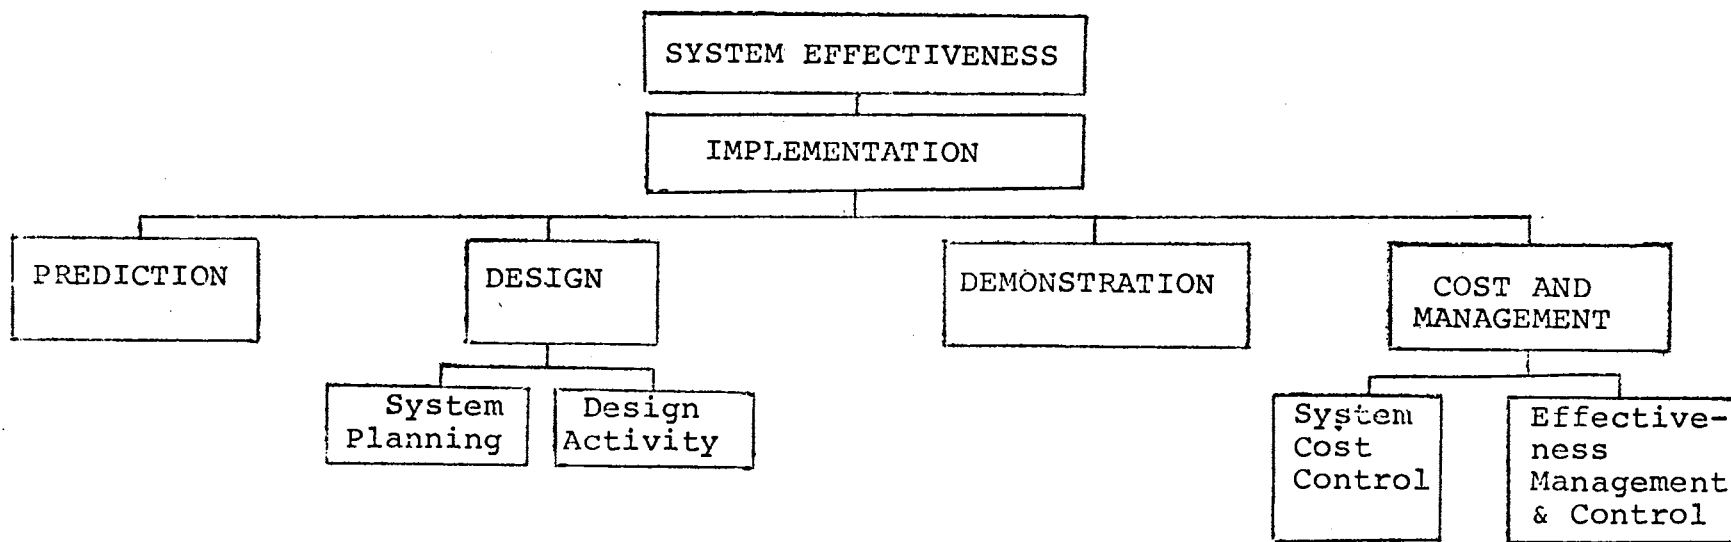 SYSTEM EFFECTIVENESS
IMPLEMENTATION
PREDICTION
DESIGN
DEMONSTRATION
COST AND
MANAGEMENT
System
Planning
Design
Activity
System
Cost
Control
Effective-
ness
Management
& Control